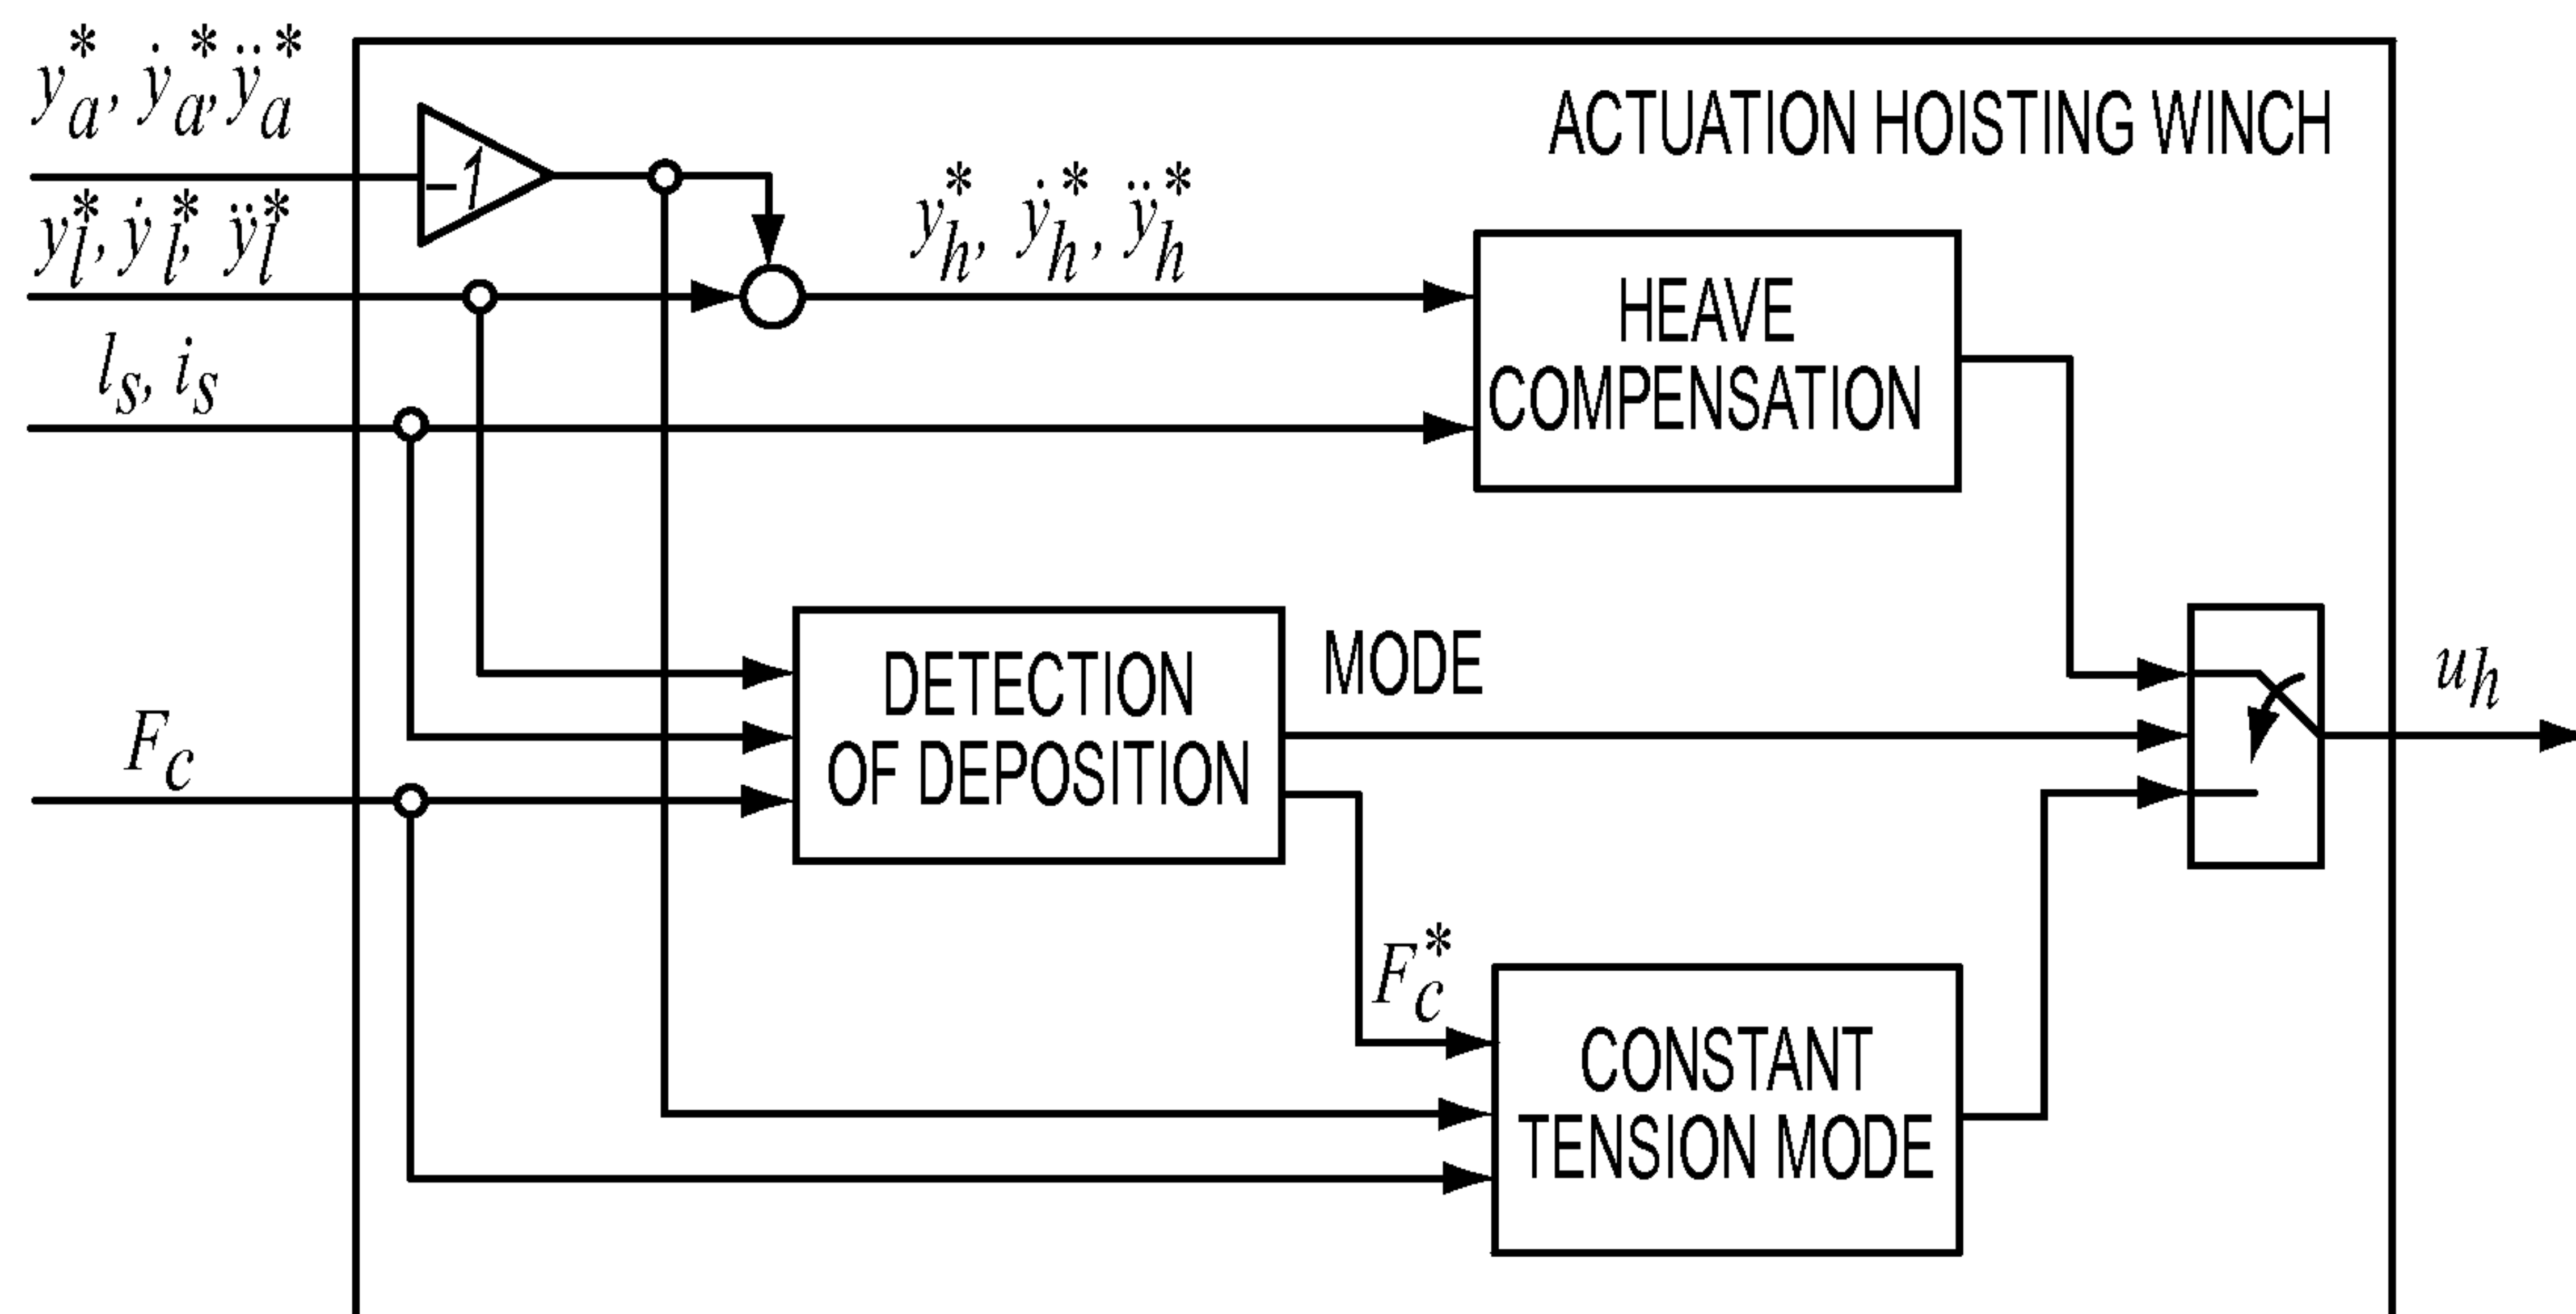 y*a, ẏ*a, ÿ*a
ACTUATION HOISTING WINCH
-1
y*l, ẏ*l, ÿ*l
y*h, ẏ*h, ÿ*h
HEAVE
COMPENSATION
ls, is
DETECTION
OF DEPOSITION
MODE
uh
Fc
F*c
CONSTANT
TENSION MODE